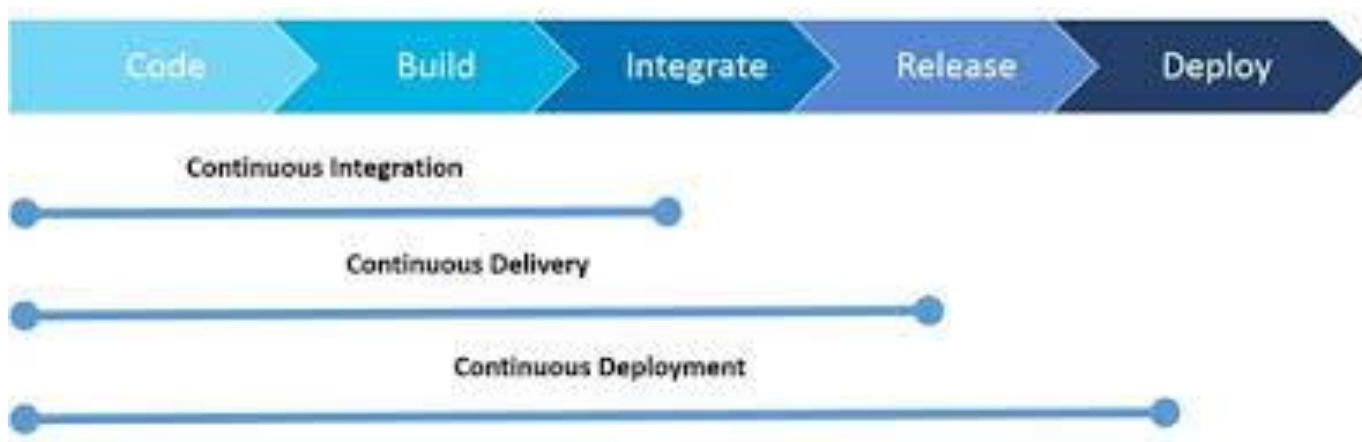 Code Build Integrate Release Deploy
Continuous Integration
Continuous Delivery
Continuous Deployment